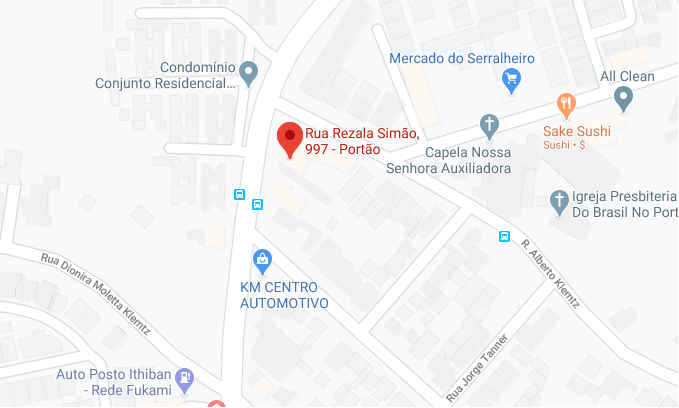 Condomínio
Conjunto Residencial...
Mercado do Serralheiro
All Clean
Rua Rezala Simão,
997 - Portão
Sake Sushi
Sushi • $
Capela Nossa
Senhora Auxiliadora
Igreja Presbiteria
Do Brasil No Port
R. Alberto Klemtz
Rua Dionira Moletta Klemtz
KM CENTRO
AUTOMOTIVO
Rua Jorge Tanner
Auto Posto Ithiban
- Rede Fukami